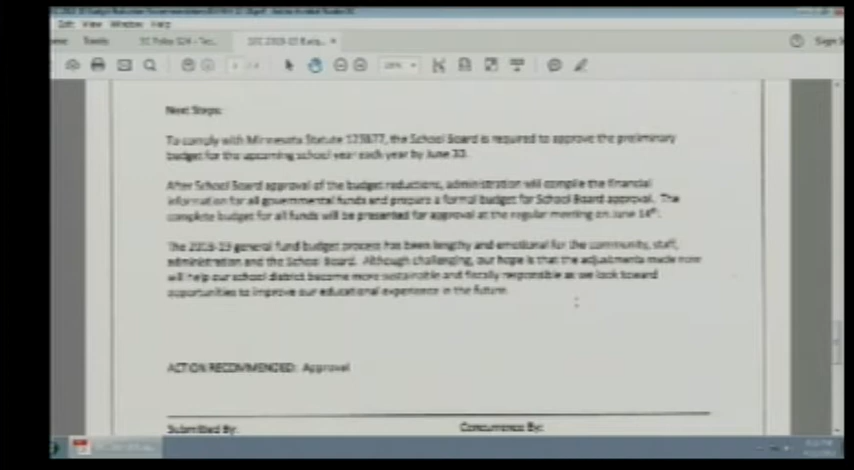 Edit View Window Help
Tools
Next Steps:
To comply with Minnesota Statute 123B77, the School Board is required to approve the preliminary
budget for the upcoming school year each year by June 30.
After School Board approval of the budget reductions, administration will compile the financial
information for all governmental funds and prepare a formal budget for School Board approval. The
complete budget for all funds will be presented for approval at the regular meeting on June 14th.
The 2018-19 general fund budget process has been lengthy and emotional for the community, staff,
administration and the School Board. Although challenging, our hope is that the adjustments made now
will help our school district become more sustainable and fiscally responsible as we look toward
opportunities to improve our educational experience in the future.
ACTION RECOMMENDED: Approval
Submitted By:
Concurrence By: